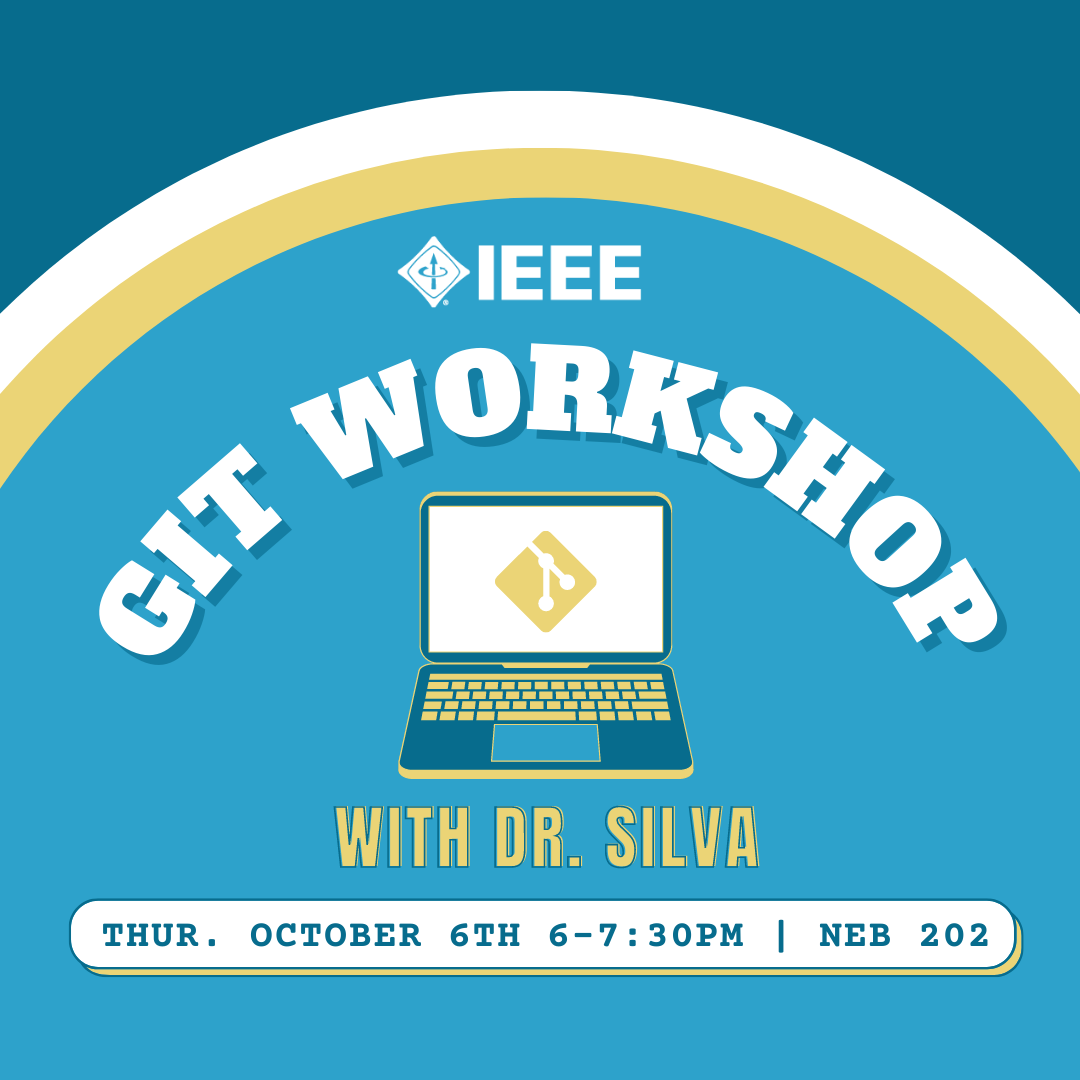 IEEE
GIT WORKSHOP
WITH DR. SILVA
THUR. OCTOBER 6TH 6-7:30PM | NEB 202